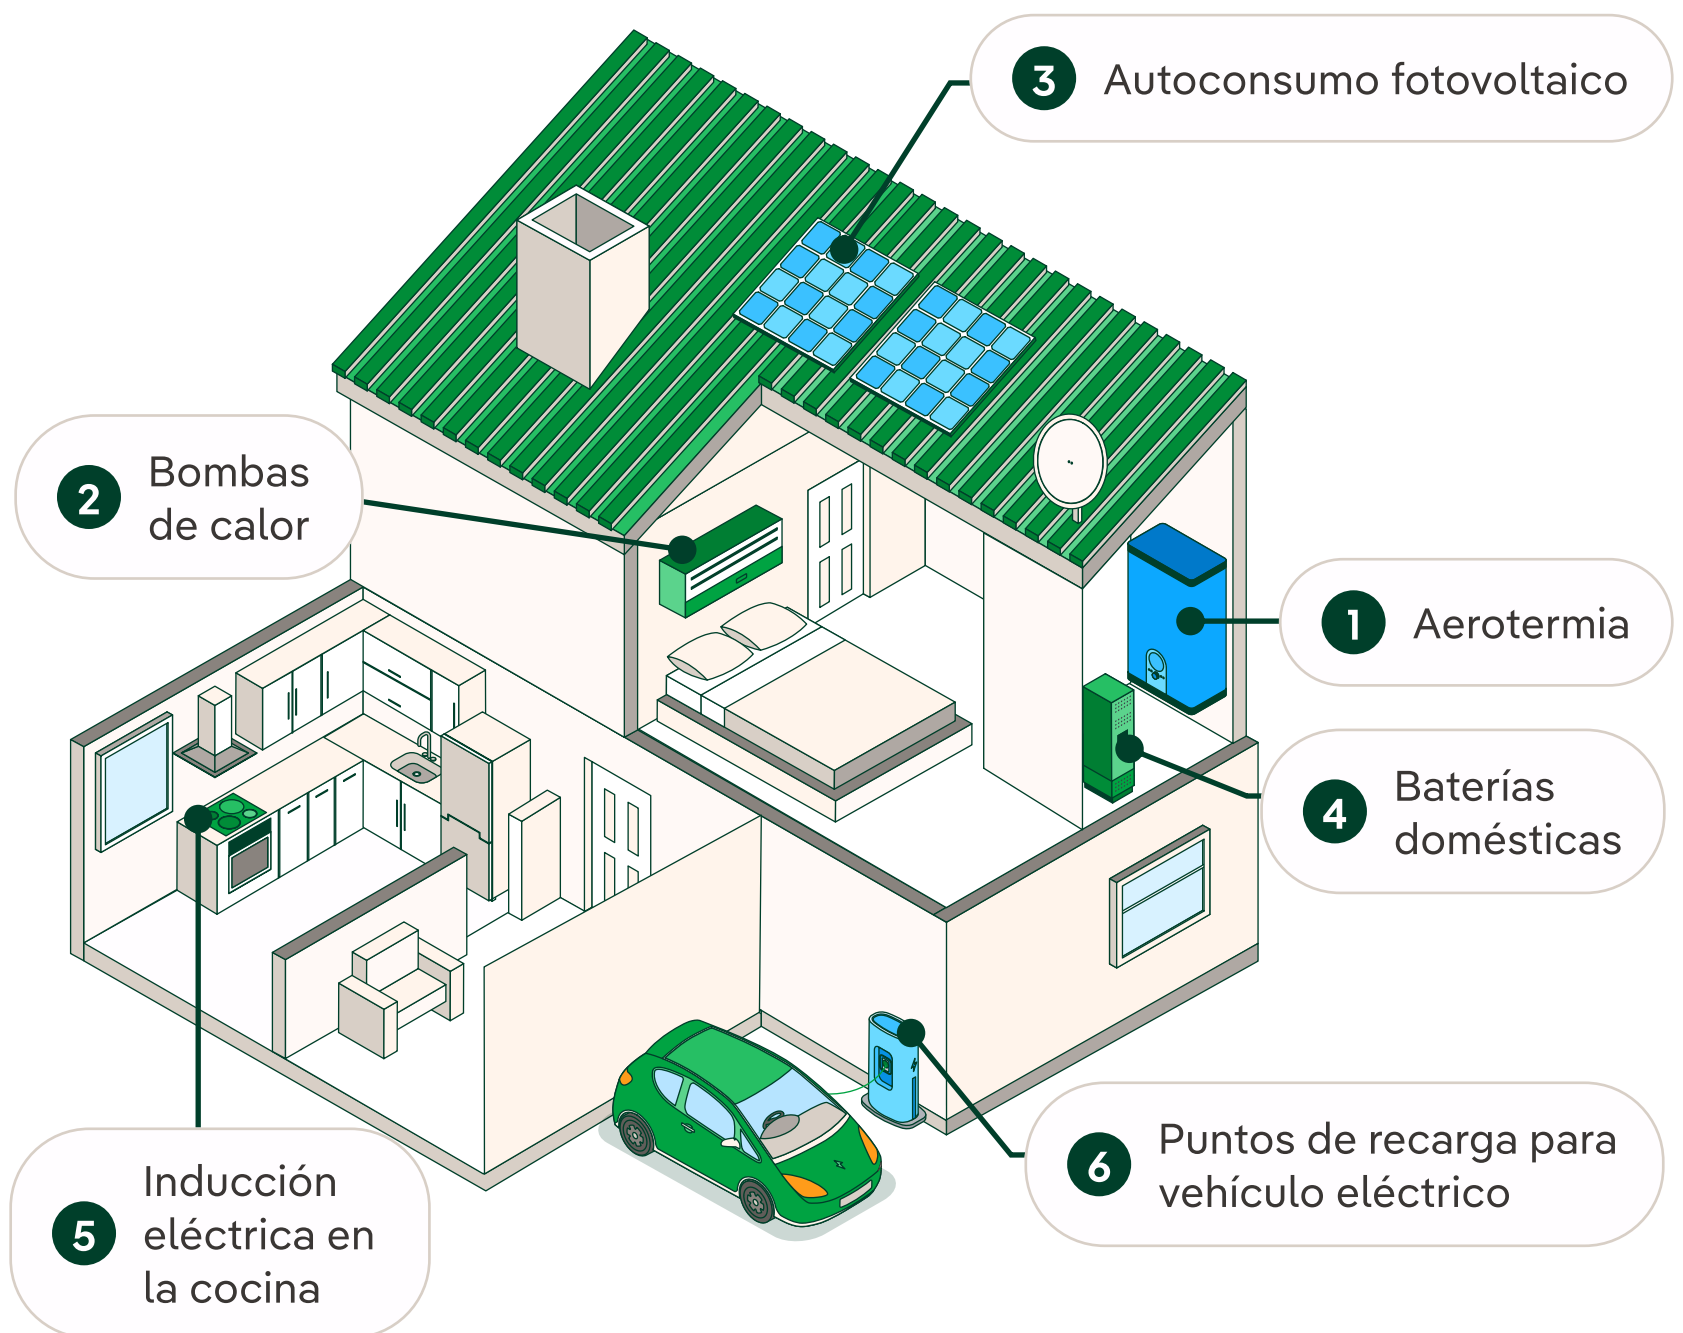 3 Autoconsumo fotovoltaico
2 Bombas
de calor
1 Aerotermia
4 Baterías
domésticas
5 Inducción
eléctrica en
la cocina
6 Puntos de recarga para
vehículo eléctrico